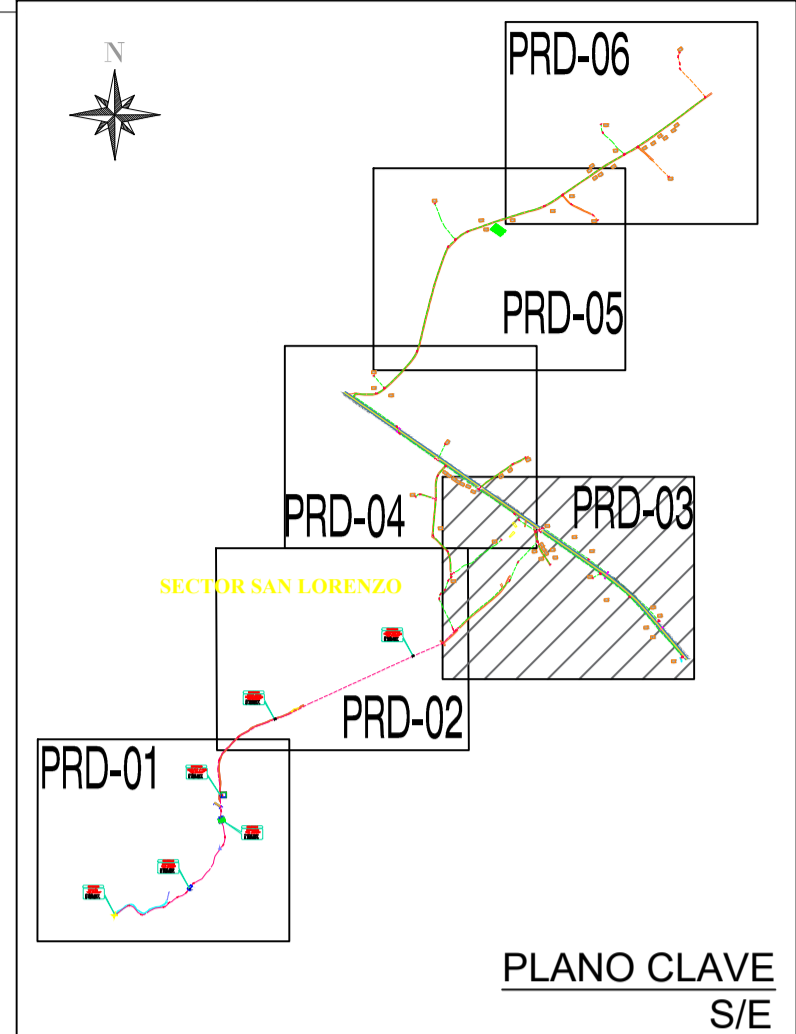 N
PRD-06
PRD-05
PRD-04
PRD-03
SECTOR SAN LORENZO
PRD-02
PRD-01
PLANO CLAVE
S/E